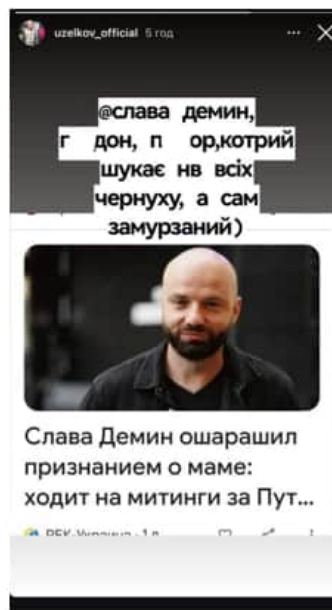 uzelkov_official 5 год
@слава демин,
г дон, п ор,котрий
шукає нв всіх
чернуху, а сам
замурзаний)
Слава Демин ошарашил
признанием о маме:
ходит на митинги за Пут...